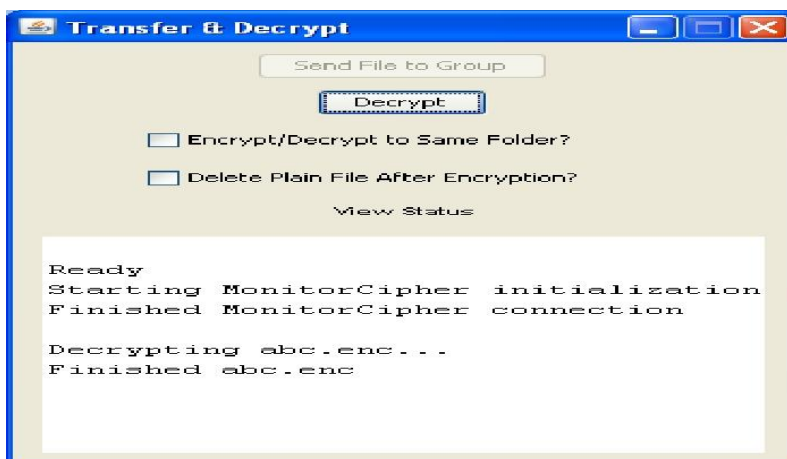 Transfer & Decrypt
Send File to Group
Decrypt
Encrypt/Decrypt to Same Folder?
Delete Plain File After Encryption?
View Status
Ready
Starting MonitorCipher initialization
Finished MonitorCipher connection
Decrypting abc.enc...
Finished abc.enc